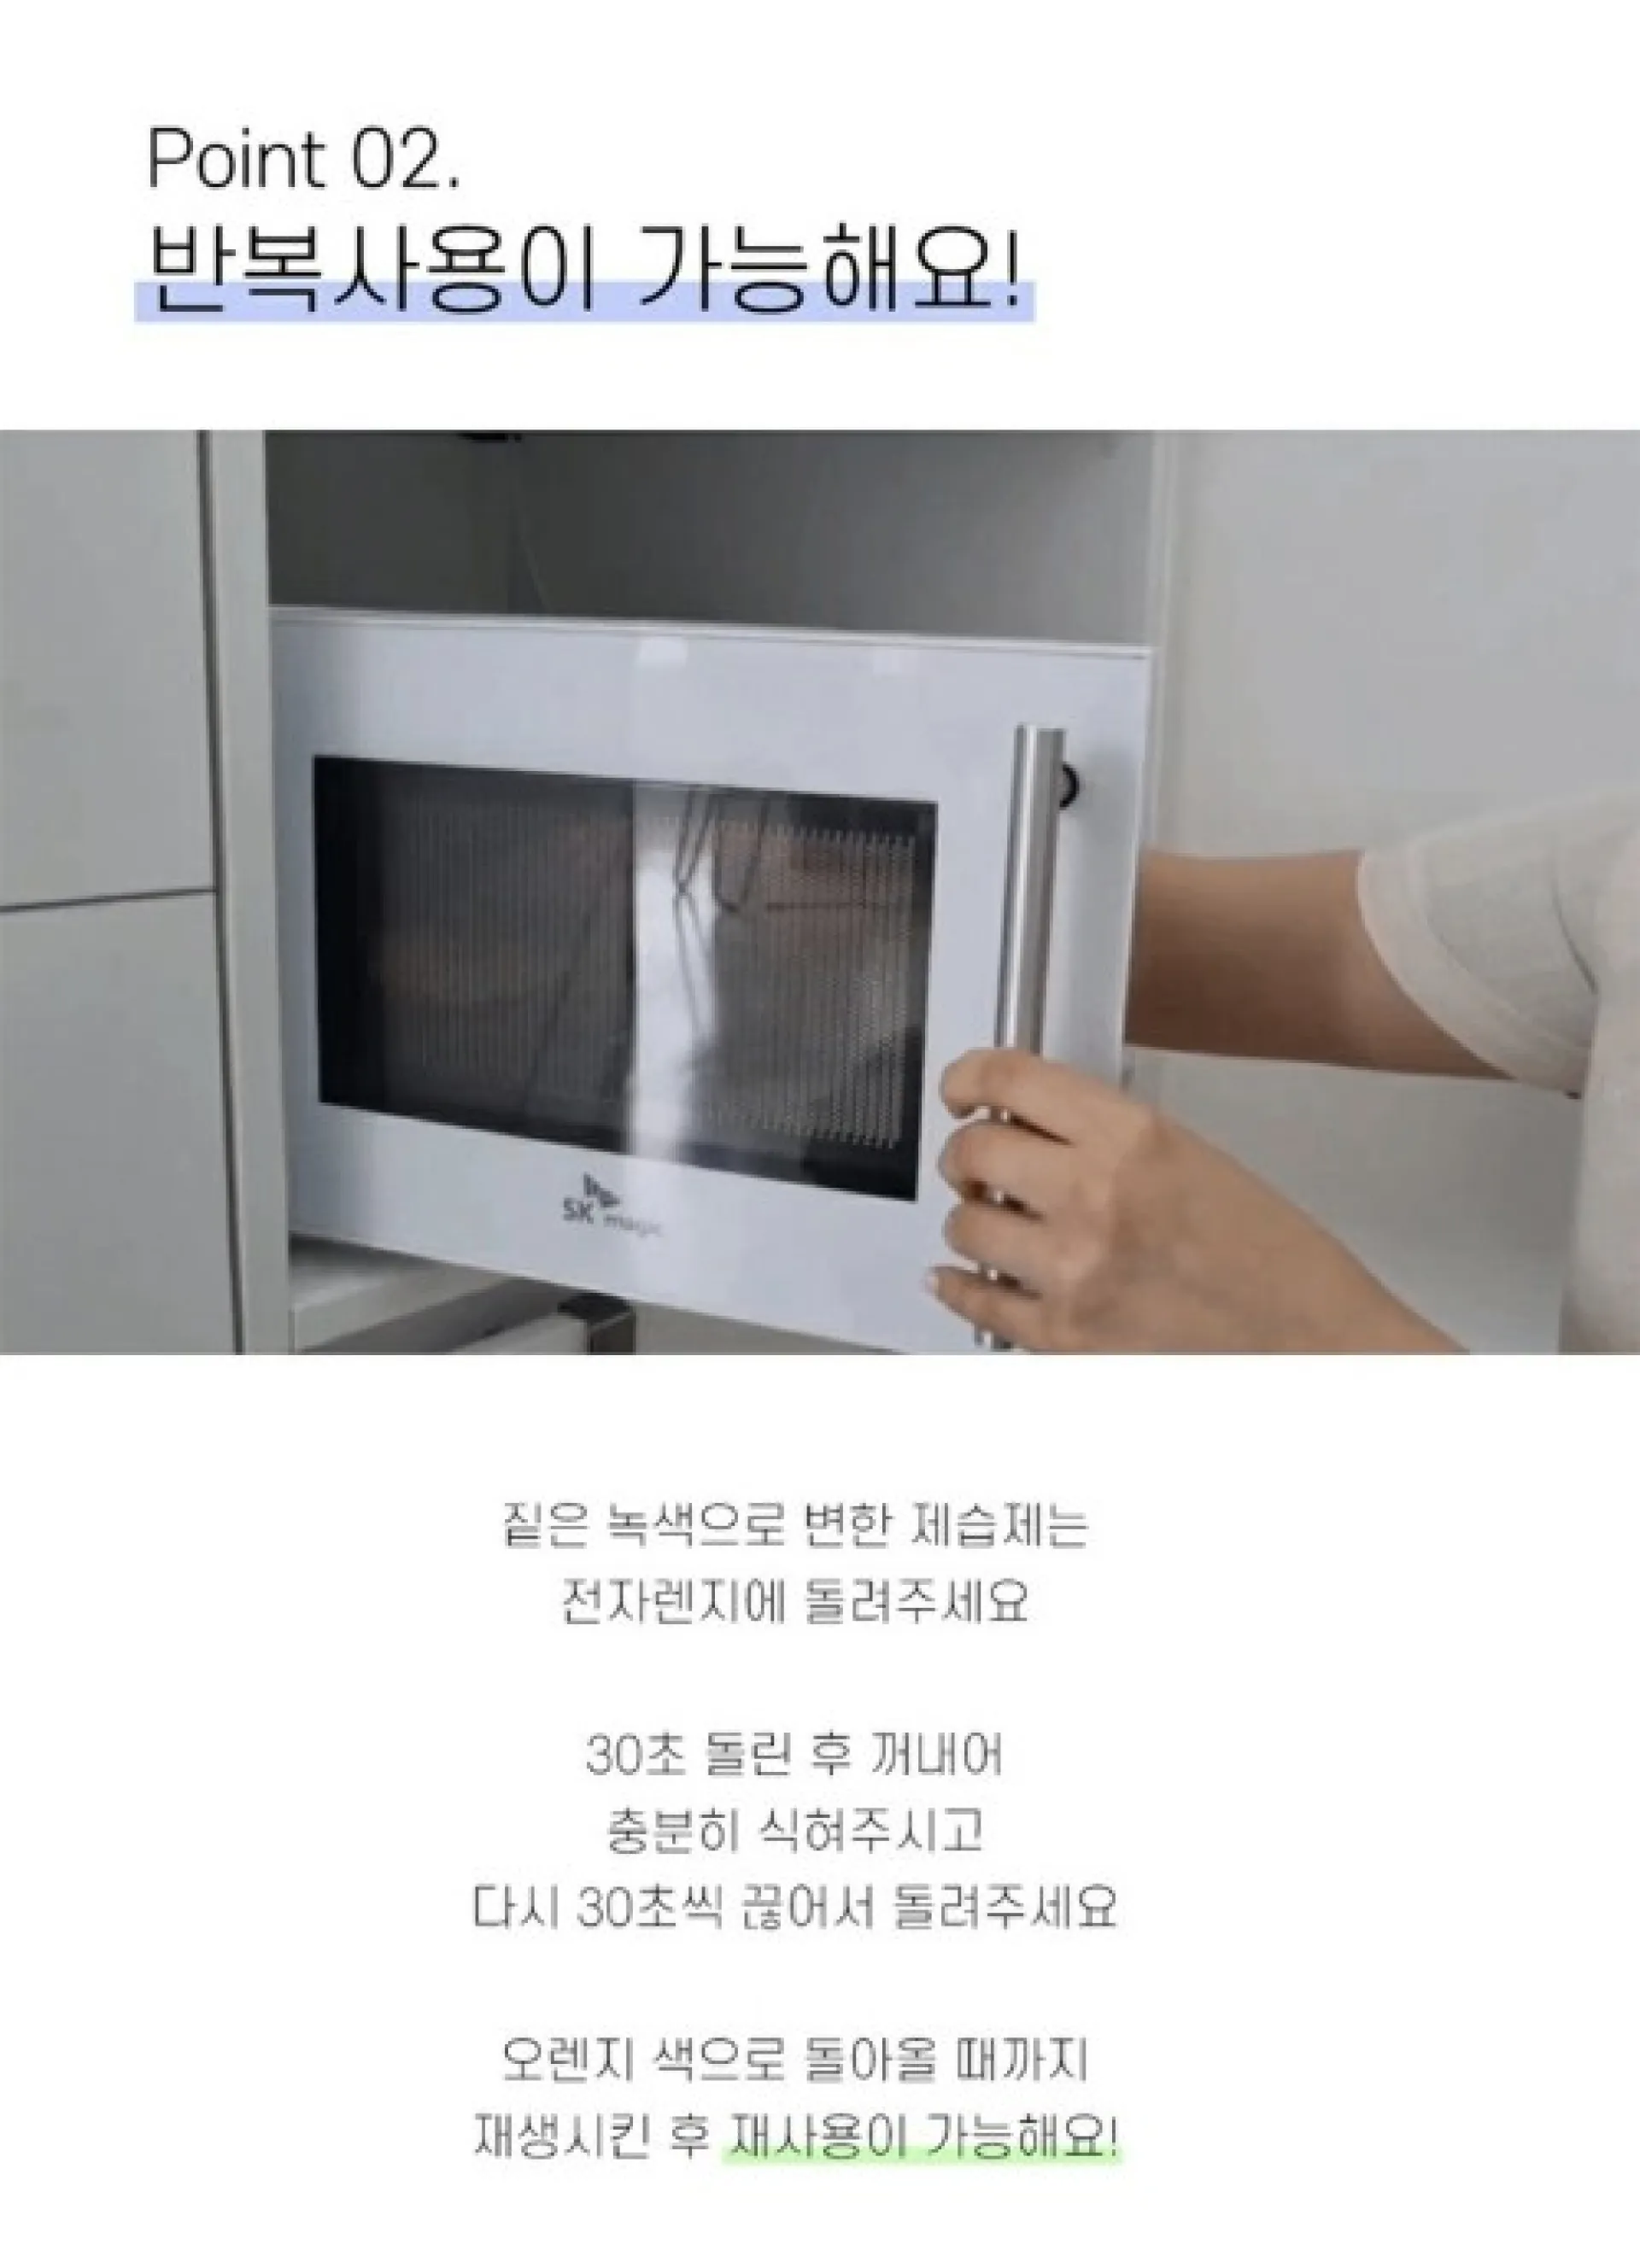 Point 02.
반복사용이 가능해요!
SK magic
짙은 녹색으로 변한 제습제는
전자렌지에 돌려주세요
30초 돌린 후 꺼내어
충분히 식혀주시고
다시 30초씩 끊어서 돌려주세요
오렌지 색으로 돌아올 때까지
재생시킨 후 재사용이 가능해요!